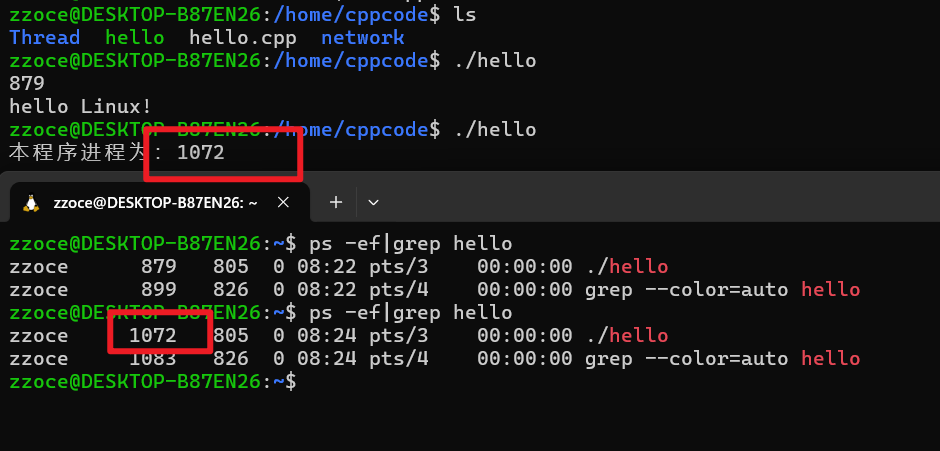 zzoce@DESKTOP-B87EN26:/home/cppcode$ ls
Thread  hello  hello.cpp  network
zzoce@DESKTOP-B87EN26:/home/cppcode$ ./hello
879
hello Linux!
zzoce@DESKTOP-B87EN26:/home/cppcode$ ./hello
本程序进程为：1072
zzoce@DESKTOP-B87EN26: ~
zzoce@DESKTOP-B87EN26:~$ ps -ef|grep hello
zzoce      879   805  0 08:22 pts/3    00:00:00 ./hello
zzoce      899   826  0 08:22 pts/4    00:00:00 grep --color=auto hello
zzoce@DESKTOP-B87EN26:~$ ps -ef|grep hello
zzoce     1072   805  0 08:24 pts/3    00:00:00 ./hello
zzoce     1083   826  0 08:24 pts/4    00:00:00 grep --color=auto hello
zzoce@DESKTOP-B87EN26:~$